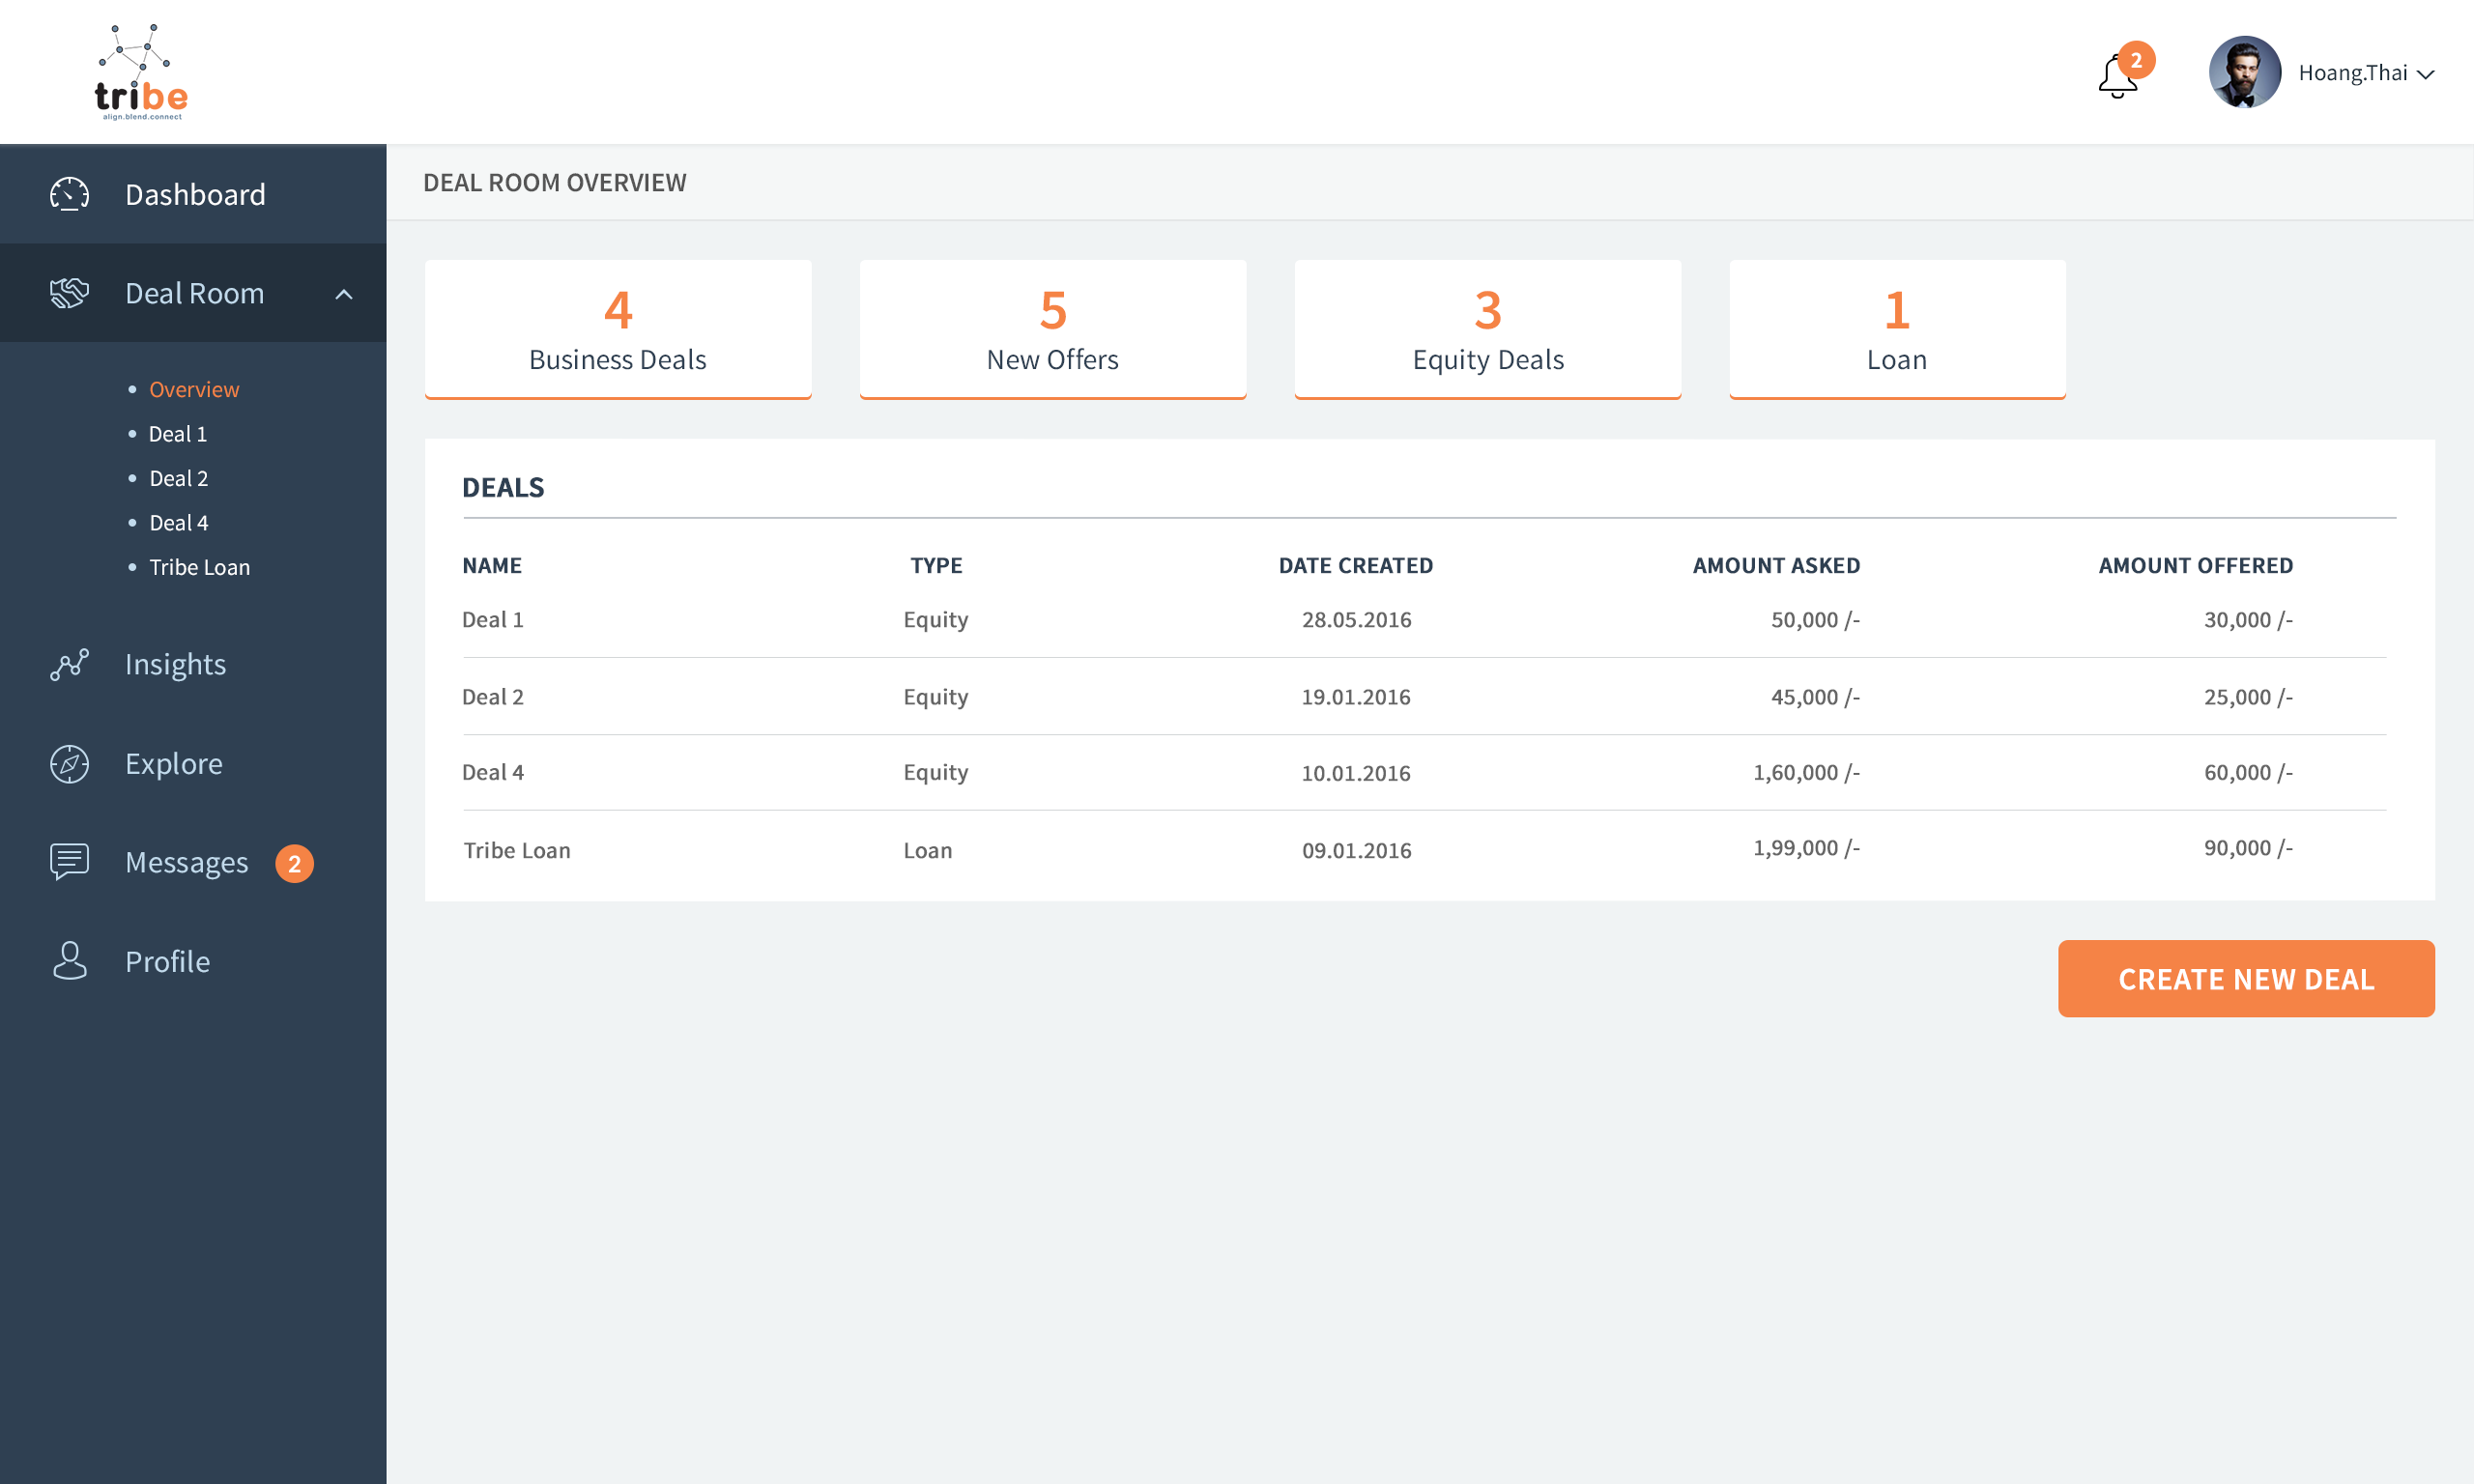 tribe
align.blend.connect
2
Hoang.Thai
Dashboard
Deal Room
Overview
Deal 1
Deal 2
Deal 4
Tribe Loan
Insights
Explore
Messages 2
Profile
DEAL ROOM OVERVIEW
4
Business Deals
5
New Offers
3
Equity Deals
1
Loan
DEALS
NAME TYPE DATE CREATED AMOUNT ASKED AMOUNT OFFERED
Deal 1 Equity 28.05.2016 50,000 /- 30,000 /-
Deal 2 Equity 19.01.2016 45,000 /- 25,000 /-
Deal 4 Equity 10.01.2016 1,60,000 /- 60,000 /-
Tribe Loan Loan 09.01.2016 1,99,000 /- 90,000 /-
CREATE NEW DEAL